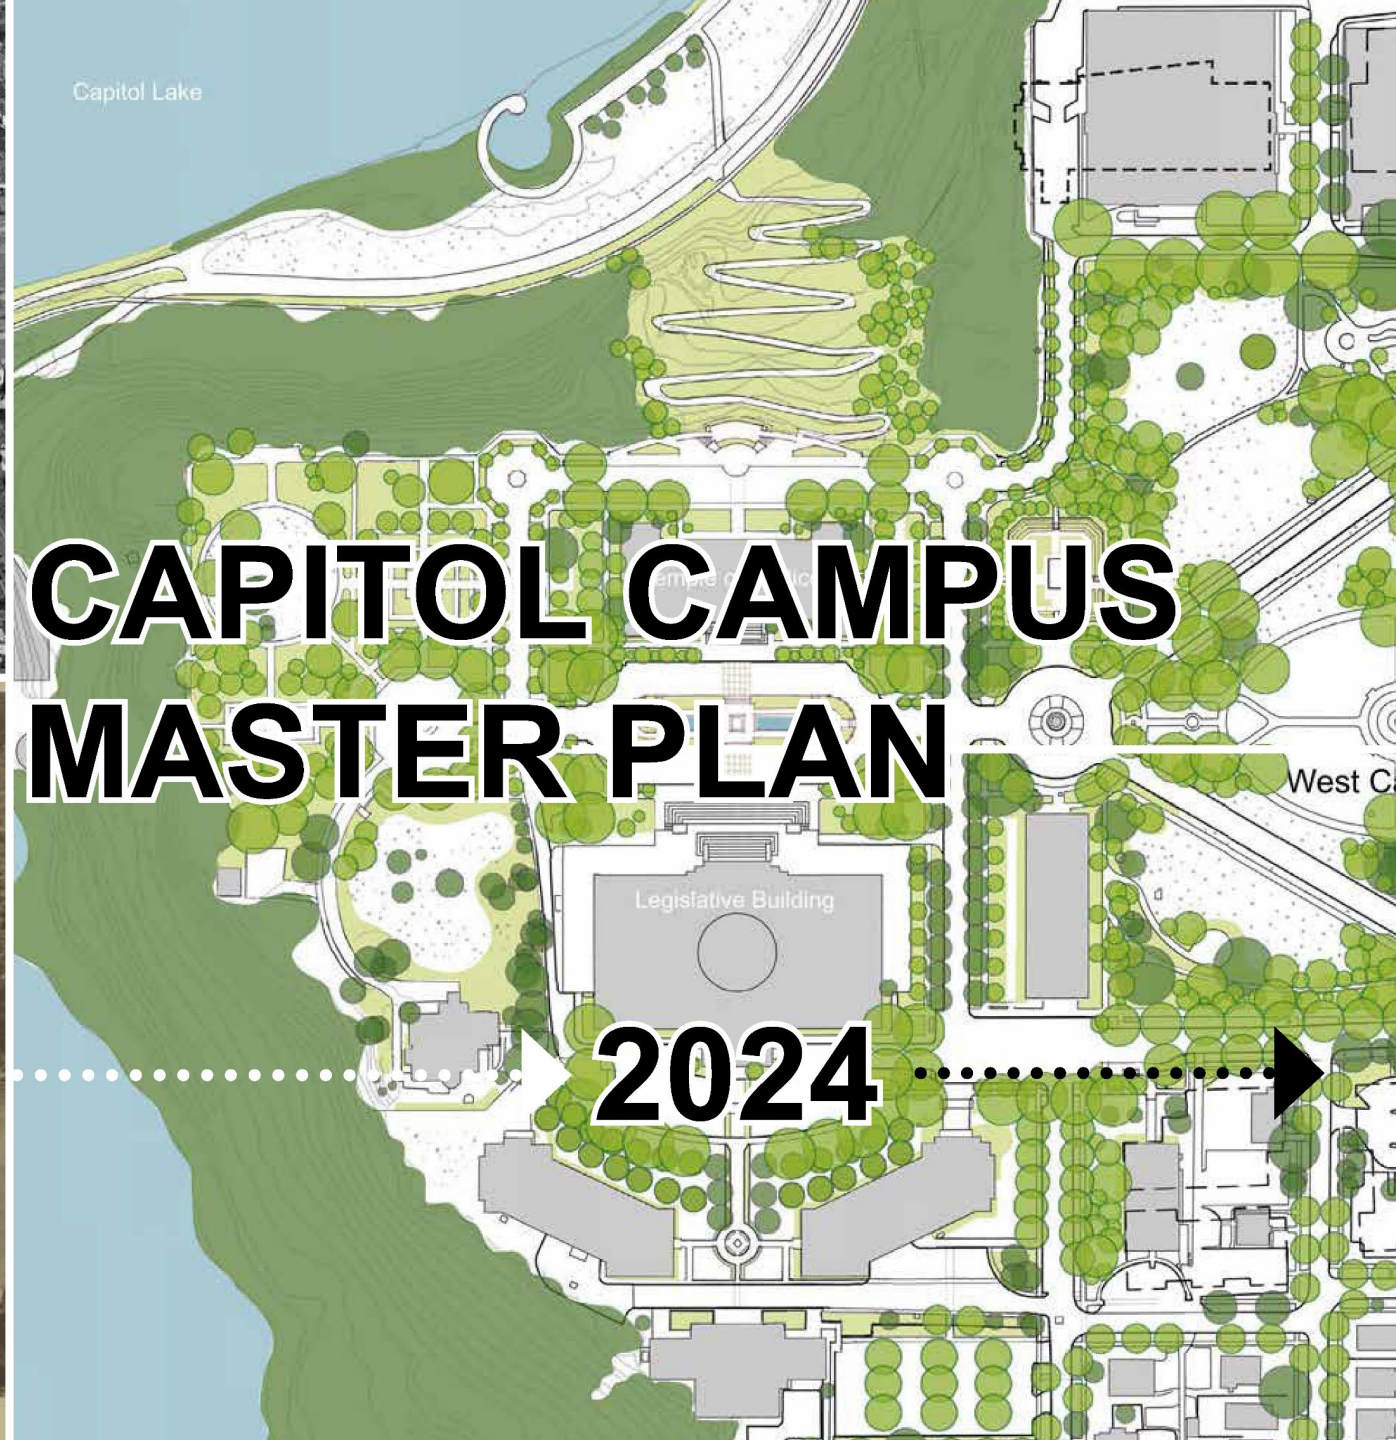 Capitol Lake
CAPITOL CAMPUS
MASTER PLAN
West
Legislative Building
2024